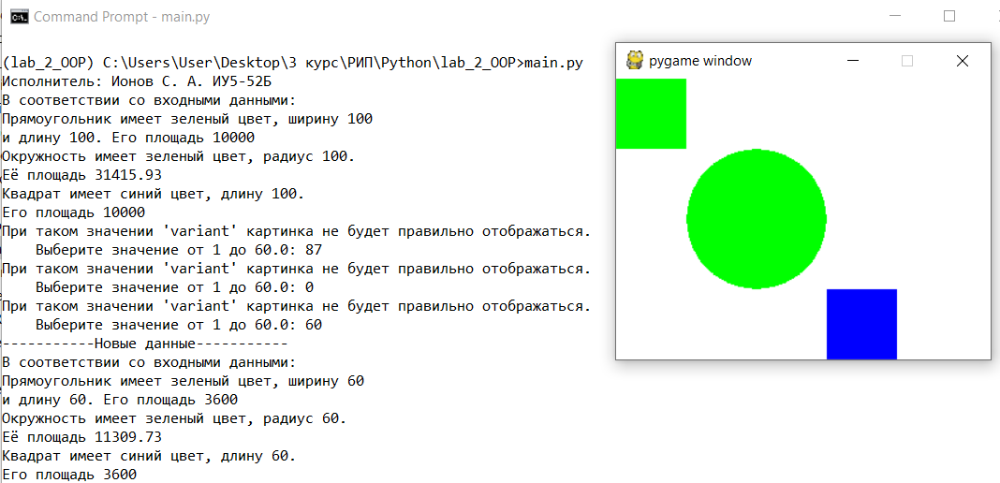 Command Prompt - main.py
(lab_2_OOP) C:\Users\User\Desktop\3 курс\РИП\Python\lab_2_OOP>main.py
Исполнитель: Ионов С. А. ИУ5-52Б
В соответствии со входными данными:
Прямоугольник имеет зеленый цвет, ширину 100
и длину 100. Его площадь 10000
Окружность имеет зеленый цвет, радиус 100.
Её площадь 31415.93
Квадрат имеет синий цвет, длину 100.
Его площадь 10000
При таком значении 'variant' картинка не будет правильно отображаться.
    Выберите значение от 1 до 60.0: 87
При таком значении 'variant' картинка не будет правильно отображаться.
    Выберите значение от 1 до 60.0: 0
При таком значении 'variant' картинка не будет правильно отображаться.
    Выберите значение от 1 до 60.0: 60
-----------Новые данные-----------
В соответствии со входными данными:
Прямоугольник имеет зеленый цвет, ширину 60
и длину 60. Его площадь 3600
Окружность имеет зеленый цвет, радиус 60.
Её площадь 11309.73
Квадрат имеет синий цвет, длину 60.
Его площадь 3600
pygame window